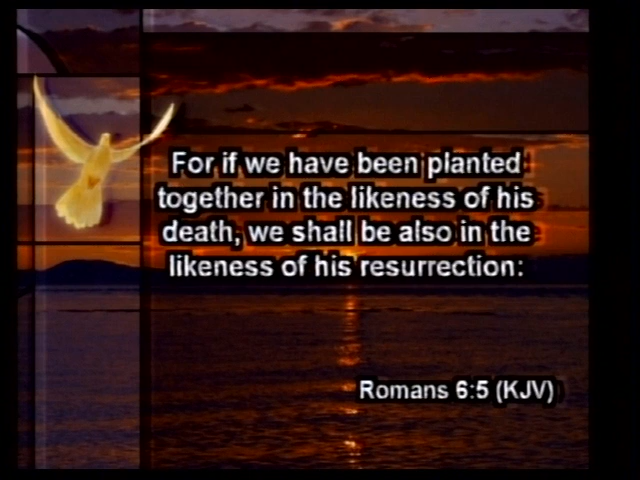 For if we have been planted
together in the likeness of his
death, we shall be also in the
likeness of his resurrection:
Romans 6:5 (KJV)